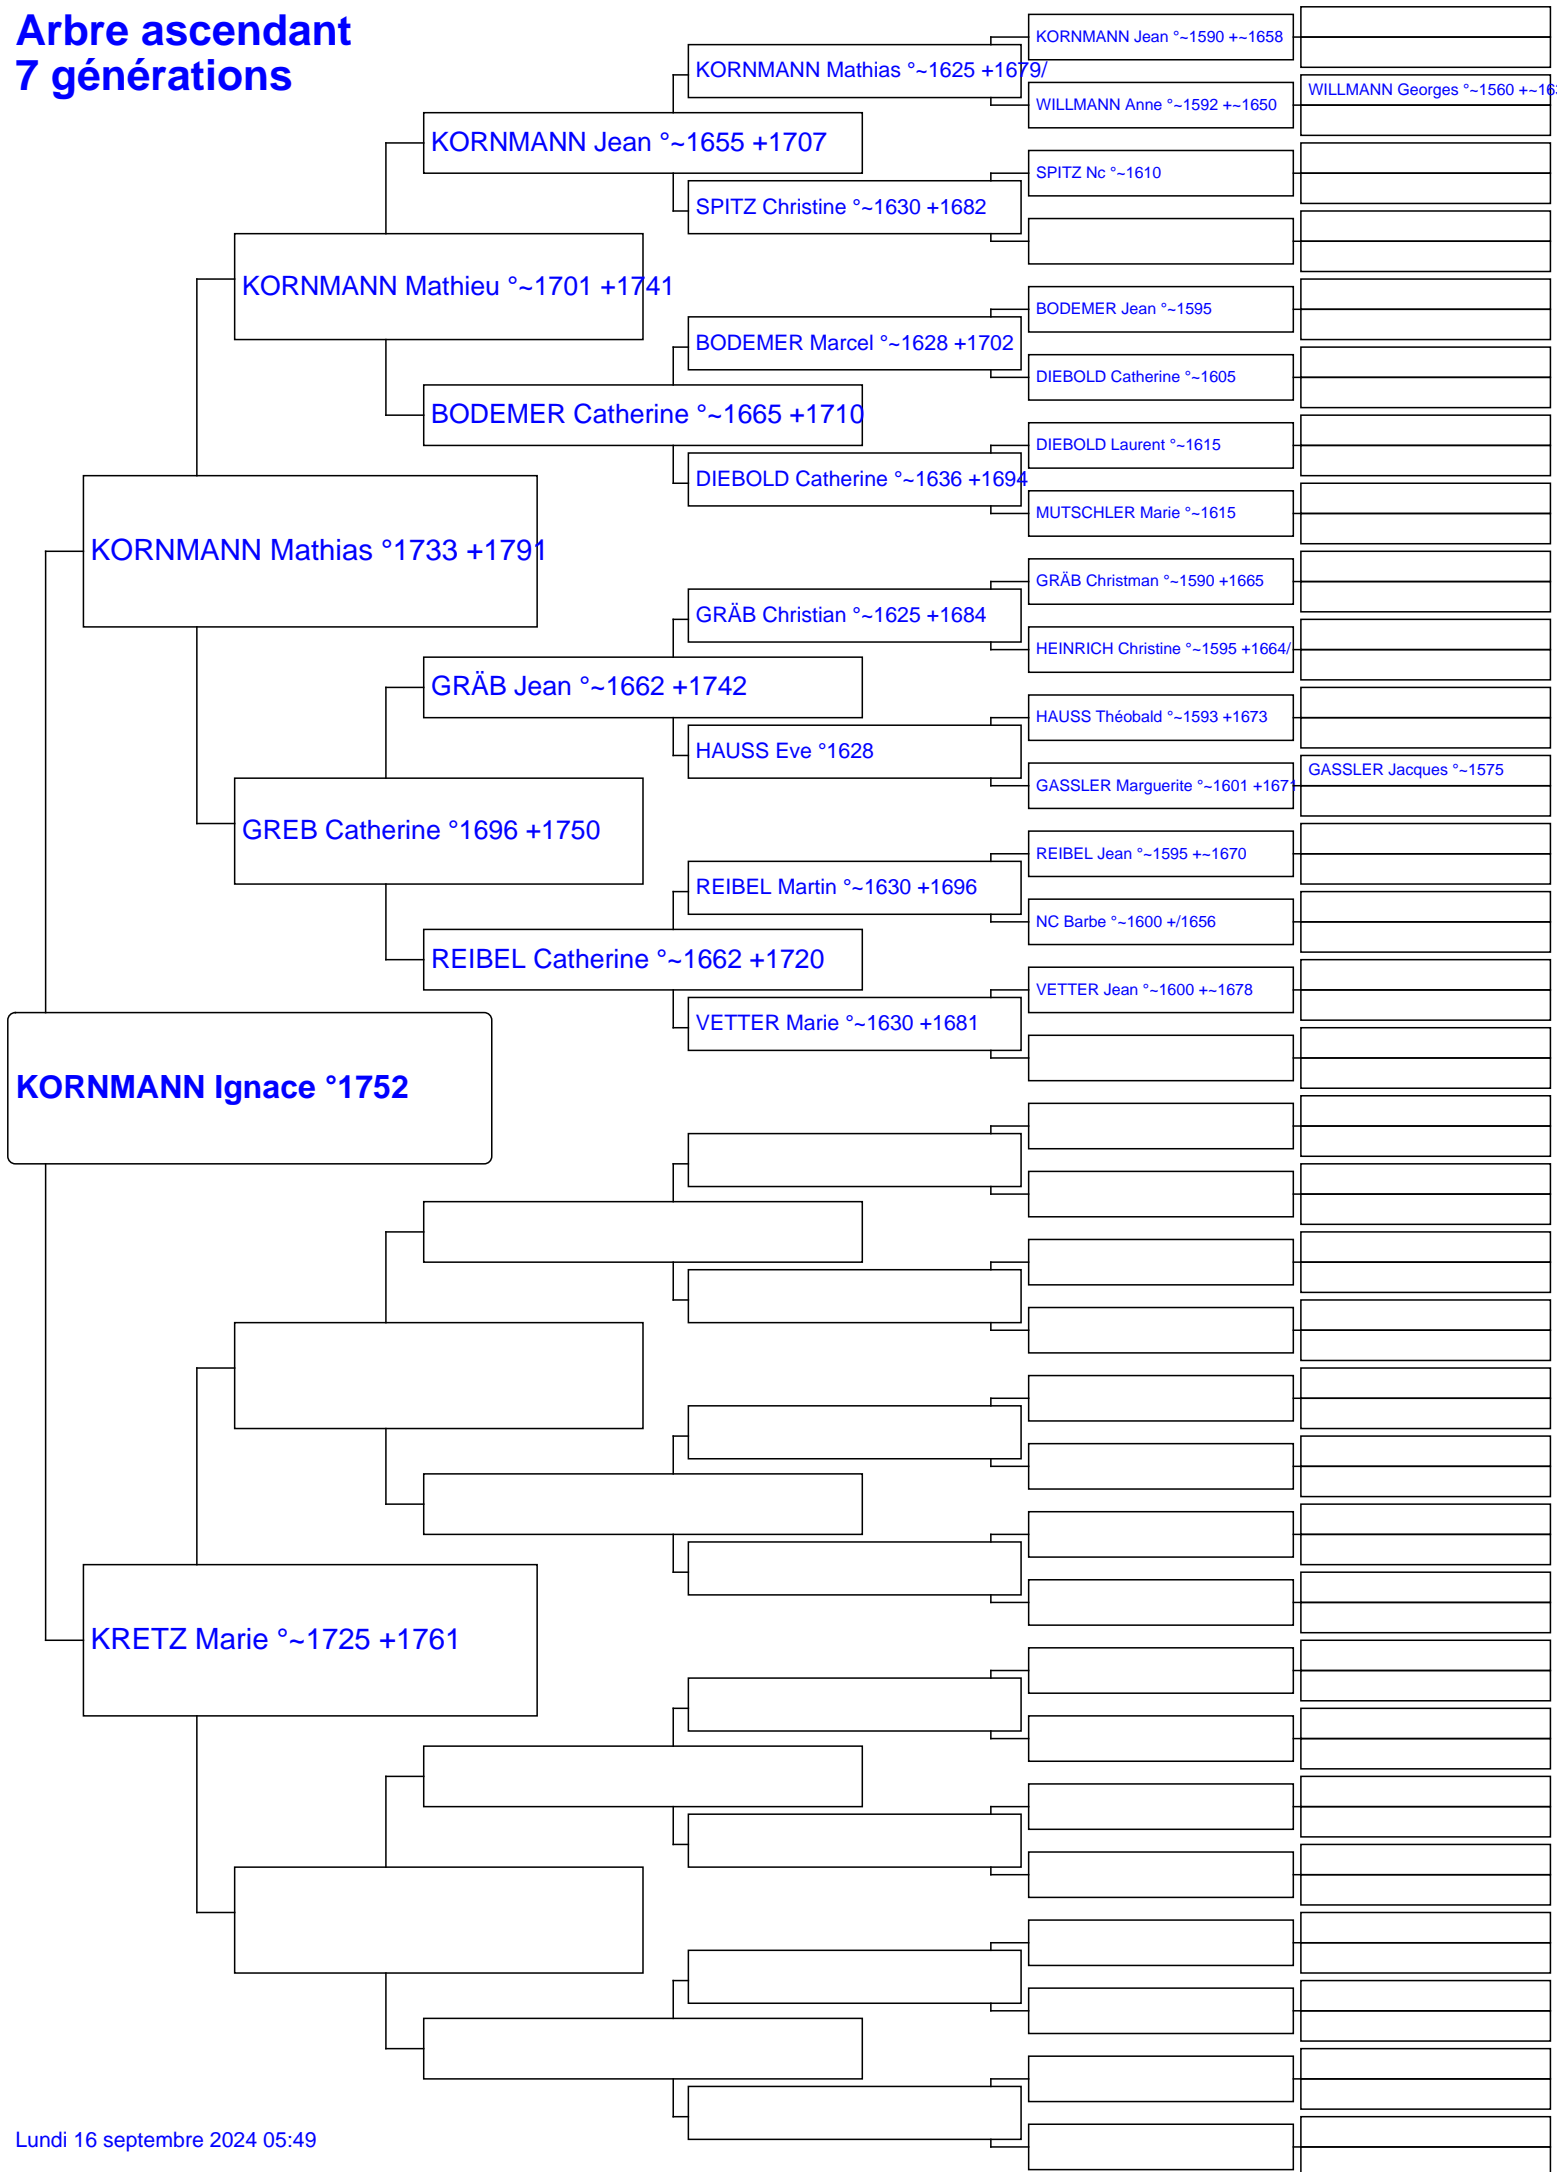 Arbre ascendant
7 générations
KORNMANN Jean °~1590 +~1658
KORNMANN Mathias °~1625 +1679/
WILLMANN Georges °~1560 +~163
WILLMANN Anne °~1592 +~1650
KORNMANN Jean °~1655 +1707
SPITZ Nc °~1610
SPITZ Christine °~1630 +1682
KORNMANN Mathieu °~1701 +1741
BODEMER Jean °~1595
BODEMER Marcel °~1628 +1702
DIEBOLD Catherine °~1605
BODEMER Catherine °~1665 +1710
DIEBOLD Laurent °~1615
DIEBOLD Catherine °~1636 +1694
MUTSCHLER Marie °~1615
KORNMANN Mathias °1733 +1791
GRÄB Christman °~1590 +1665
GRÄB Christian °~1625 +1684
HEINRICH Christine °~1595 +1664/
GRÄB Jean °~1662 +1742
HAUSS Théobald °~1593 +1673
HAUSS Eve °1628
GASSLER Jacques °~1575
GASSLER Marguerite °~1601 +1671
GREB Catherine °1696 +1750
REIBEL Jean °~1595 +~1670
REIBEL Martin °~1630 +1696
NC Barbe °~1600 +/1656
REIBEL Catherine °~1662 +1720
VETTER Jean °~1600 +~1678
VETTER Marie °~1630 +1681
KORNMANN Ignace °1752
KRETZ Marie °~1725 +1761
Lundi 16 septembre 2024 05:49